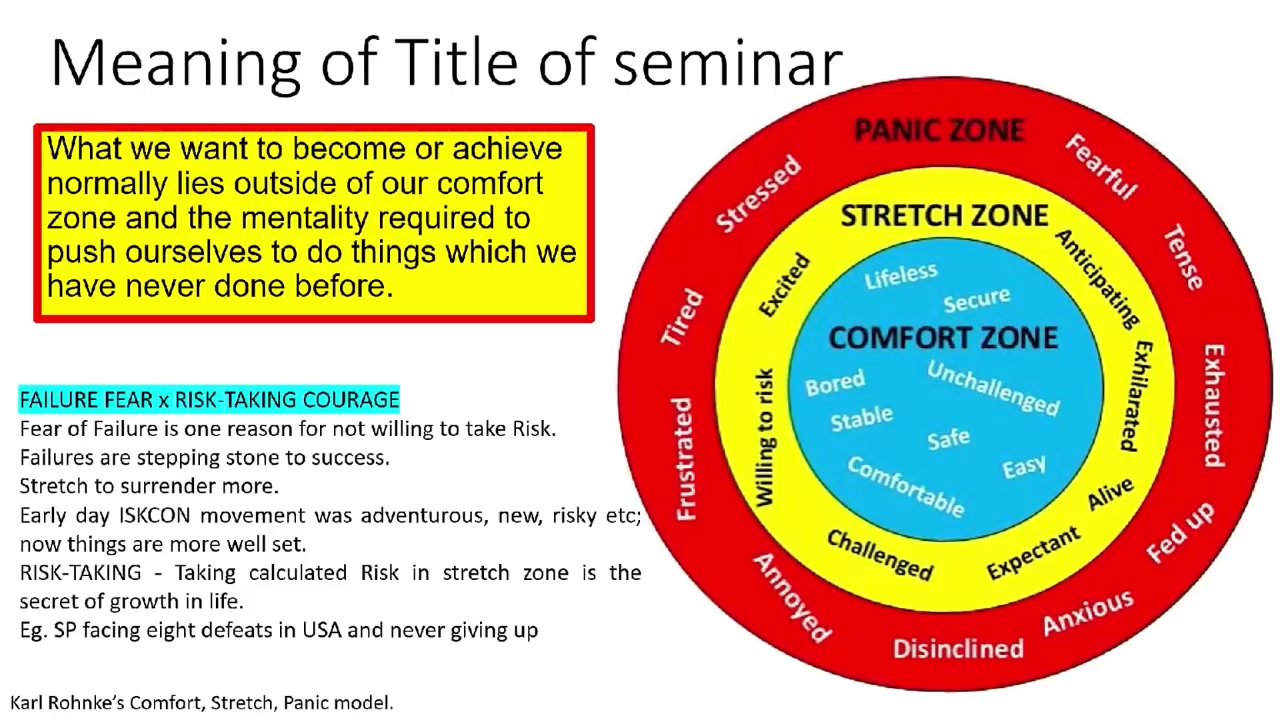 Meaning of Title of seminar
What we want to become or achieve
normally lies outside of our comfort
zone and the mentality required to
push ourselves to do things which we
have never done before.
FAILURE FEAR x RISK-TAKING COURAGE
Fear of Failure is one reason for not willing to take Risk.
Failures are stepping stone to success.
Stretch to surrender more.
Early day ISKCON movement was adventurous, new, risky etc;
now things are more well set.
RISK-TAKING - Taking calculated Risk in stretch zone is the
secret of growth in life.
Eg. SP facing eight defeats in USA and never giving up
Karl Rohnke's Comfort, Stretch, Panic model.
PANIC ZONE
Stressed
Fearful
Tense
Tired
Exhausted
Frustrated
Fed up
Annoyed
Anxious
Disinclined
STRETCH ZONE
Excited
Anticipating
Exhilarated
Willing to risk
Alive
Challenged
Expectant
Lifeless
Secure
COMFORT ZONE
Bored
Unchallenged
Stable
Safe
Easy
Comfortable